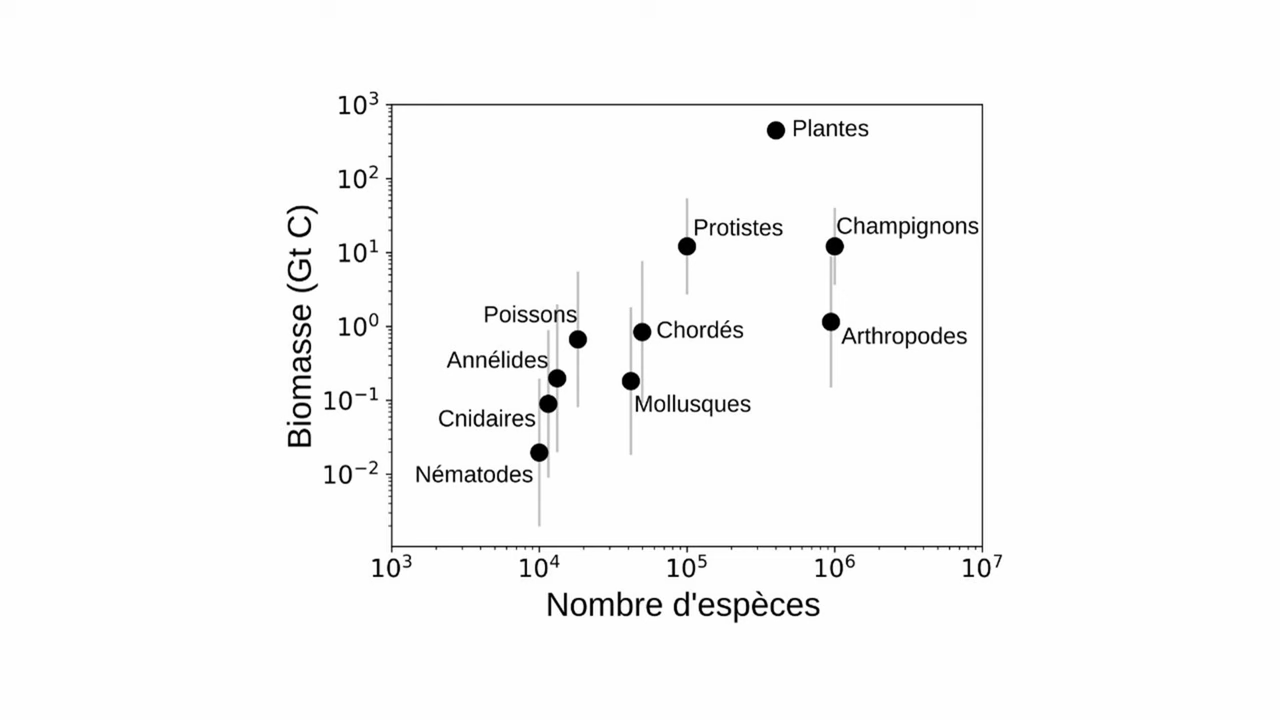 10³
Plantes
10²
Protistes
Champignons
10¹
Poissons
10⁰
Chordés
Arthropodes
Annélides
10⁻¹
Mollusques
Cnidaires
10⁻²
Nématodes
Biomasse (Gt C)
10³ 10⁴ 10⁵ 10⁶ 10⁷
Nombre d'espèces